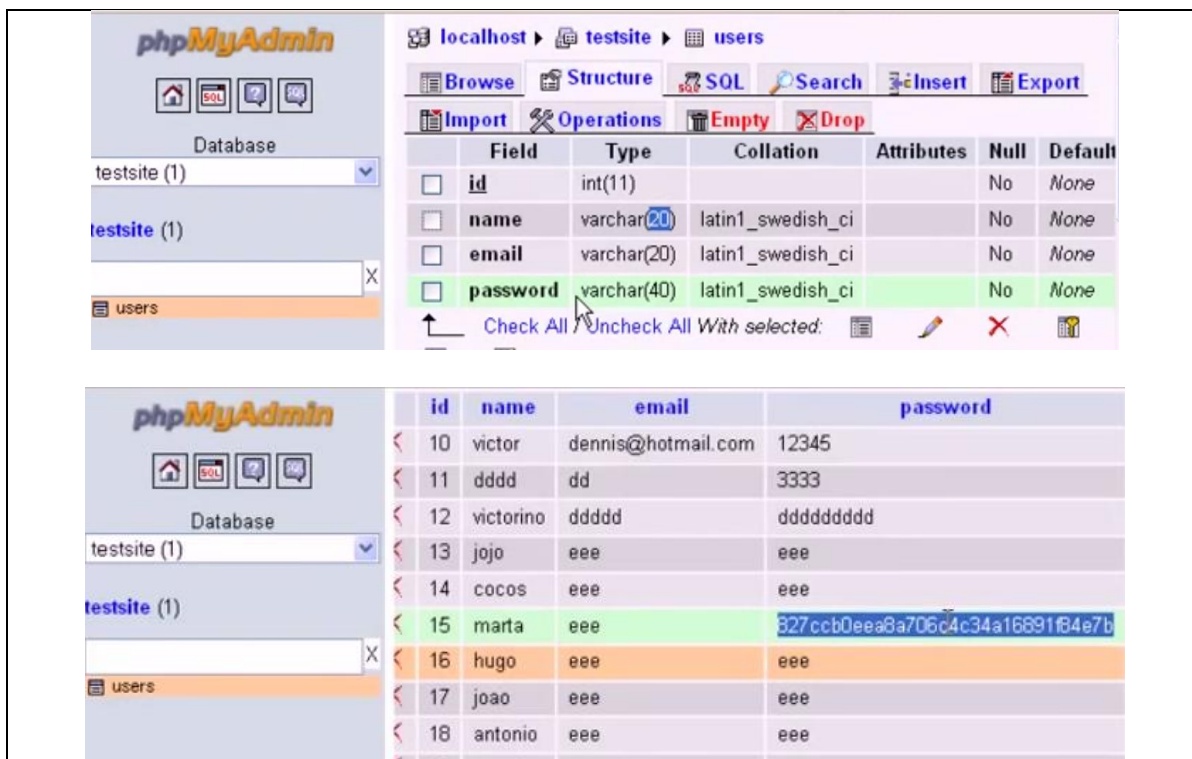 phpMyAdmin
SQL ? SQL
Database
testsite (1)
testsite (1)
X
users
localhost ▸ testsite ▸ users
Browse Structure SQL Search Insert Export
Import Operations Empty Drop
Field Type Collation Attributes Null Default
id int(11) No None
name varchar(20) latin1_swedish_ci No None
email varchar(20) latin1_swedish_ci No None
password varchar(40) latin1_swedish_ci No None
Check All / Uncheck All With selected:
phpMyAdmin
SQL ? SQL
Database
testsite (1)
testsite (1)
X
users
id name email password
10 victor dennis@hotmail.com 12345
11 dddd dd 3333
12 victorino ddddd ddddddddd
13 jojo eee eee
14 cocos eee eee
15 marta eee 827ccb0eea8a706c4c34a16891f84e7b
16 hugo eee eee
17 joao eee eee
18 antonio eee eee